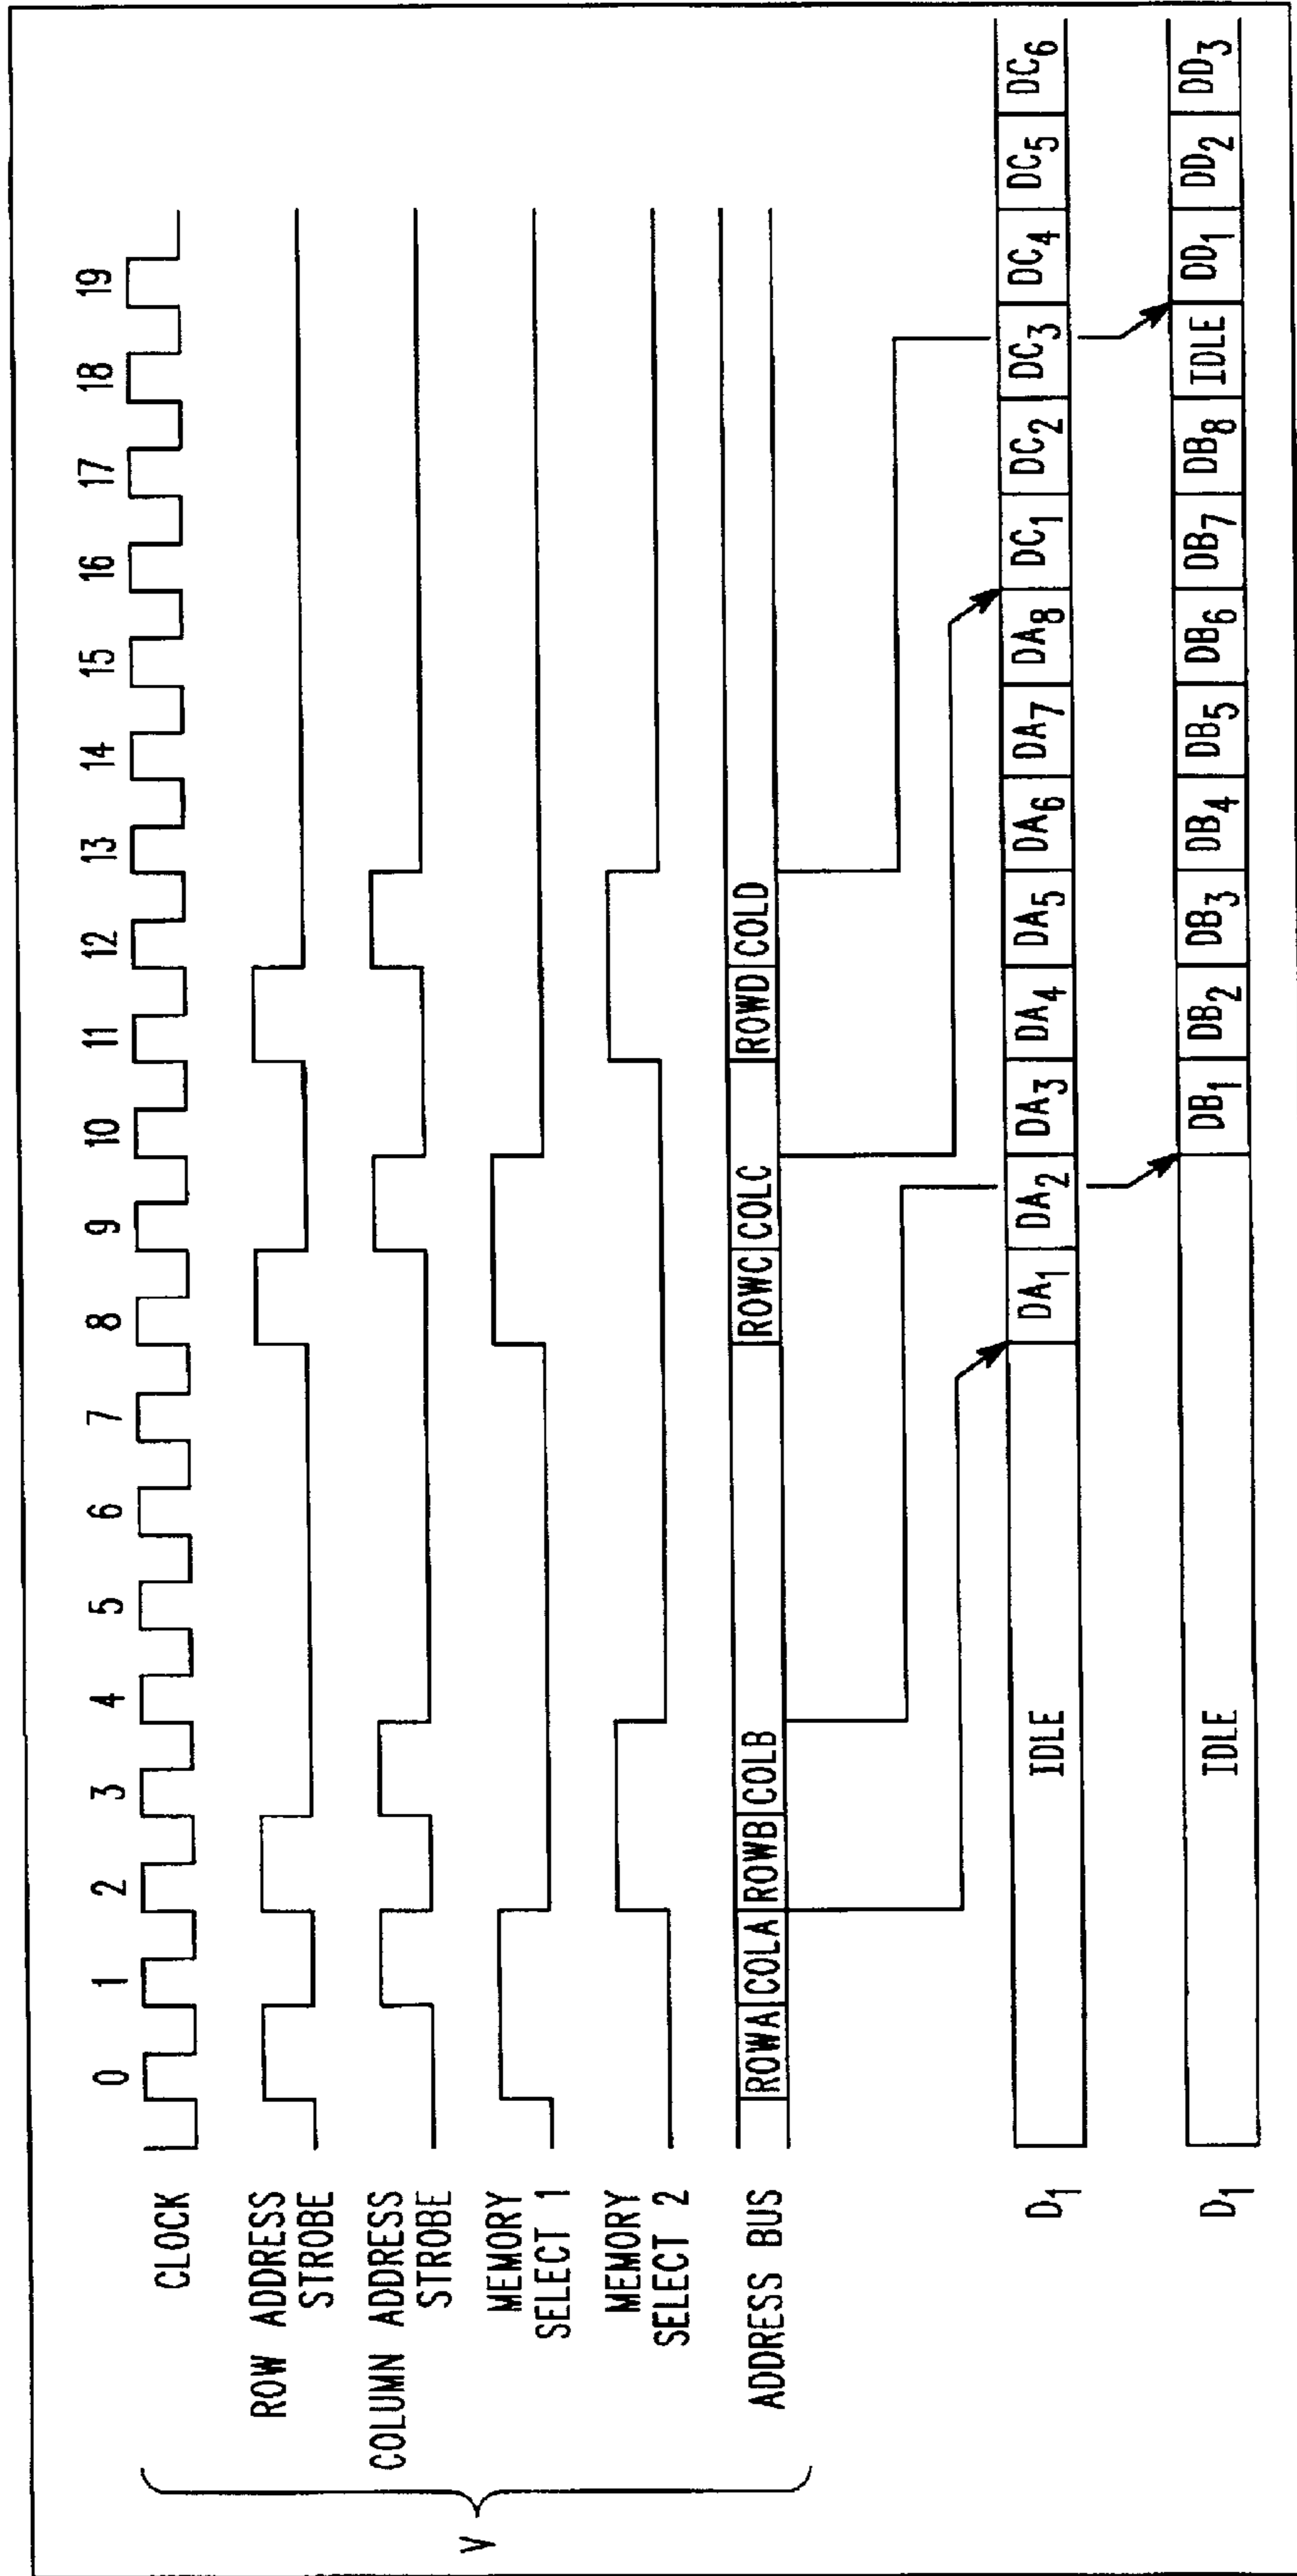 0 1 2 3 4 5 6 7 8 9 10 11 12 13 14 15 16 17 18 19
CLOCK
ROW ADDRESS
STROBE
COLUMN ADDRESS
STROBE
MEMORY
SELECT 1
MEMORY
SELECT 2
V
ADDRESS BUS
ROWA COLA ROWB COLB ROWC COLC ROWD COLD
D1 IDLE DA1 DA2 DA3 DA4 DA5 DA6 DA7 DA8 DC1 DC2 DC3 DC4 DC5 DC6
D1 IDLE DB1 DB2 DB3 DB4 DB5 DB6 DB7 DB8 IDLE DD1 DD2 DD3